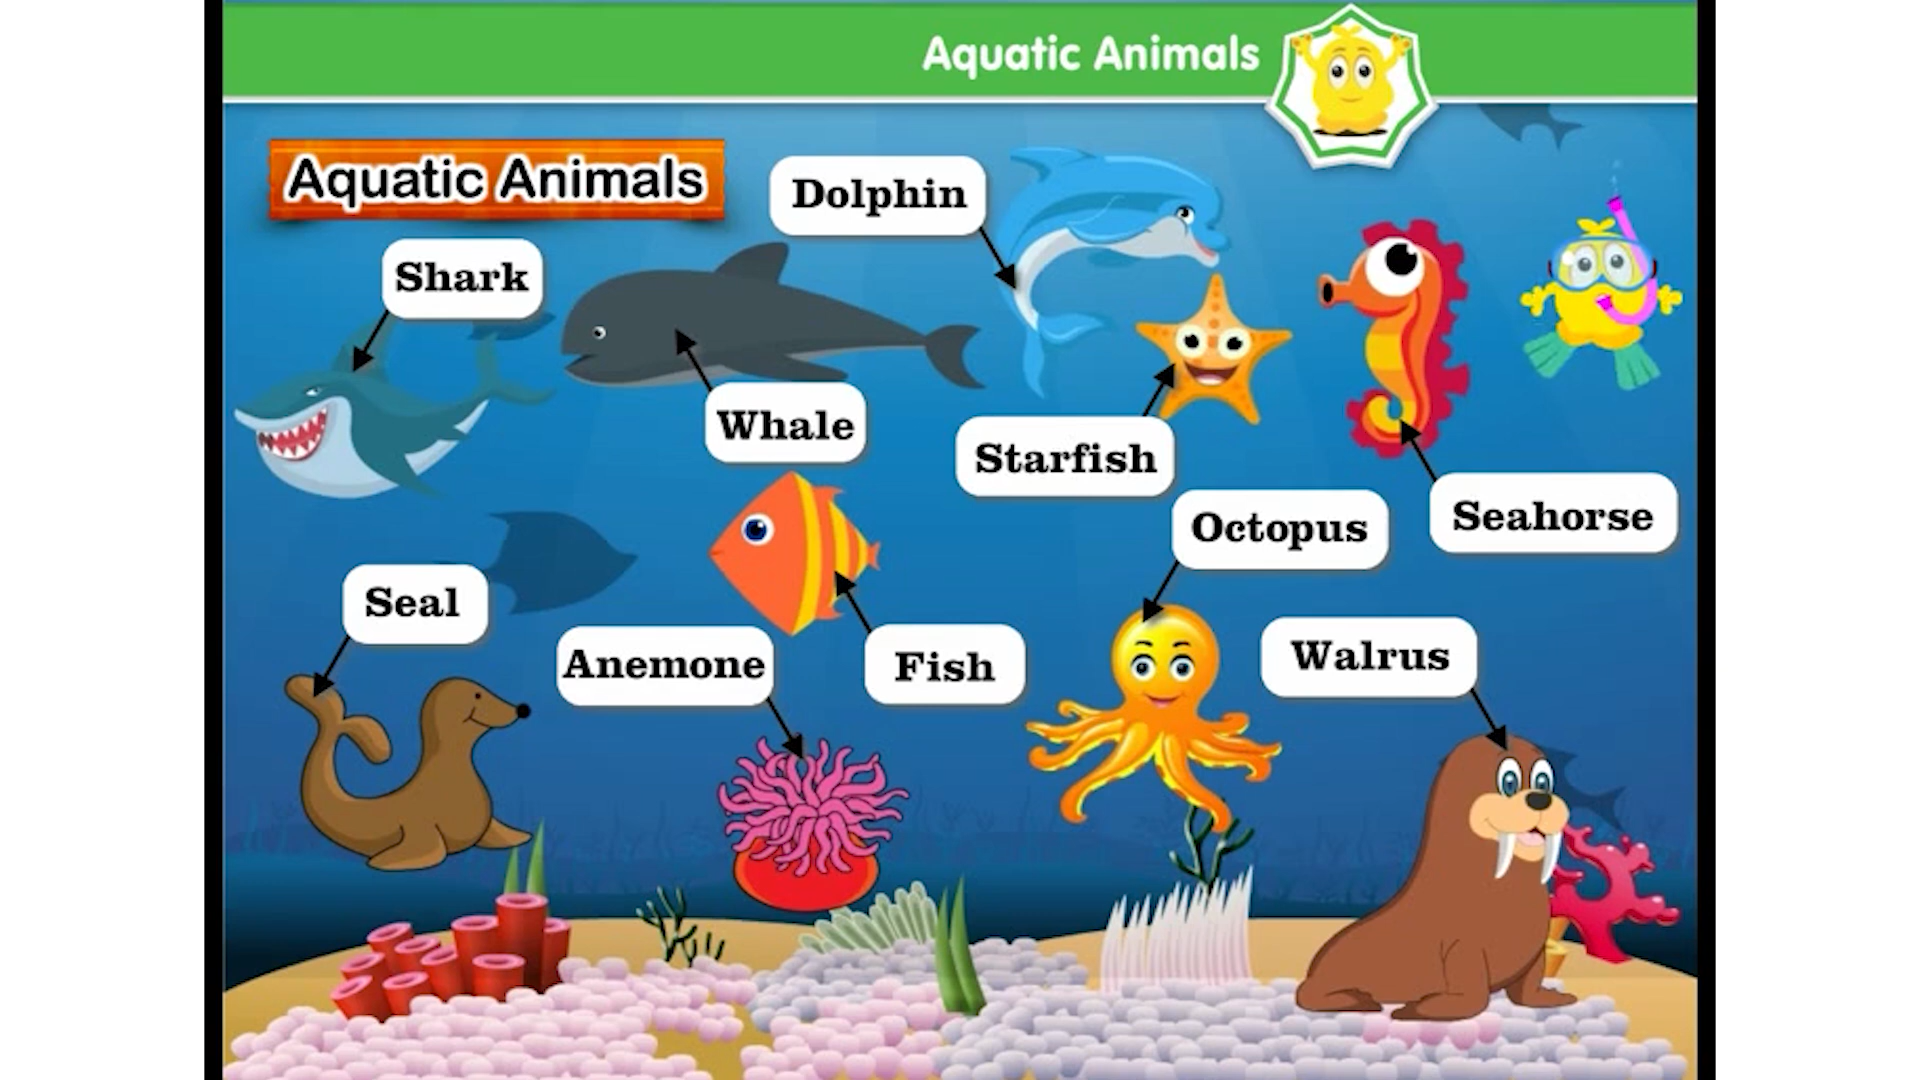 Aquatic Animals
Aquatic Animals
Dolphin
Shark
Whale
Starfish
Seahorse
Octopus
Seal
Anemone
Fish
Walrus